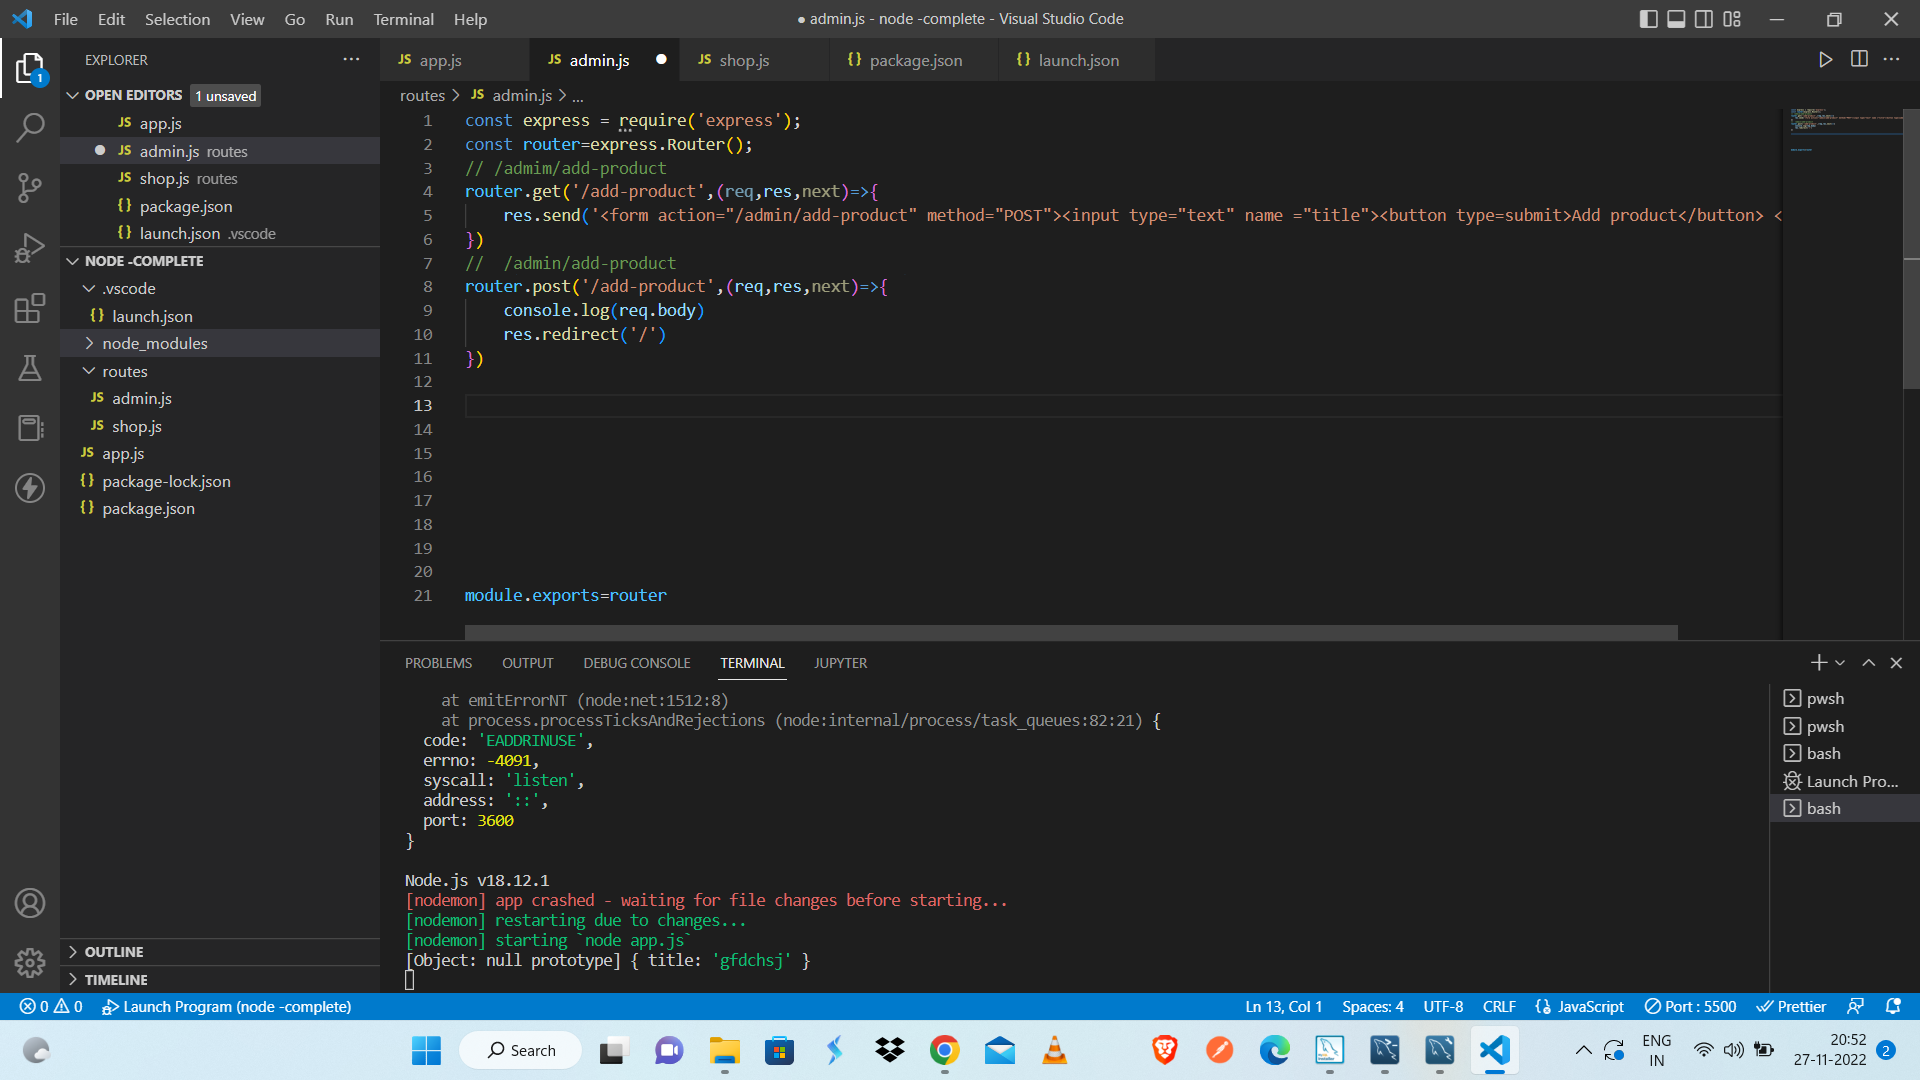 File Edit Selection View Go Run Terminal Help
● admin.js - node -complete - Visual Studio Code
EXPLORER
OPEN EDITORS 1 unsaved
JS app.js
JS admin.js routes
JS shop.js routes
{} package.json
{} launch.json .vscode
NODE -COMPLETE
.vscode
{} launch.json
node_modules
routes
JS admin.js
JS shop.js
JS app.js
{} package-lock.json
{} package.json
OUTLINE
TIMELINE
1
JS app.js JS admin.js JS shop.js {} package.json {} launch.json
routes > JS admin.js > ...
1 const express = require('express');
2 const router=express.Router();
3 // /admim/add-product
4 router.get('/add-product',(req,res,next)=>{
5 res.send('<form action="/admin/add-product" method="POST"><input type="text" name ="title"><button type=submit>Add product</button> <
6 })
7 //  /admin/add-product
8 router.post('/add-product',(req,res,next)=>{
9 console.log(req.body)
10 res.redirect('/')
11 })
12
13
14
15
16
17
18
19
20
21 module.exports=router
PROBLEMS OUTPUT DEBUG CONSOLE TERMINAL JUPYTER
at emitErrorNT (node:net:1512:8)
at process.processTicksAndRejections (node:internal/process/task_queues:82:21) {
code: 'EADDRINUSE',
errno: -4091,
syscall: 'listen',
address: '::',
port: 3600
}
Node.js v18.12.1
[nodemon] app crashed - waiting for file changes before starting...
[nodemon] restarting due to changes...
[nodemon] starting `node app.js`
[Object: null prototype] { title: 'gfdchsj' }
pwsh
pwsh
bash
Launch Pro...
bash
0 0 Launch Program (node -complete)
Ln 13, Col 1 Spaces: 4 UTF-8 CRLF {} JavaScript Port : 5500 Prettier
Search
ENG
IN
20:52
27-11-2022
2